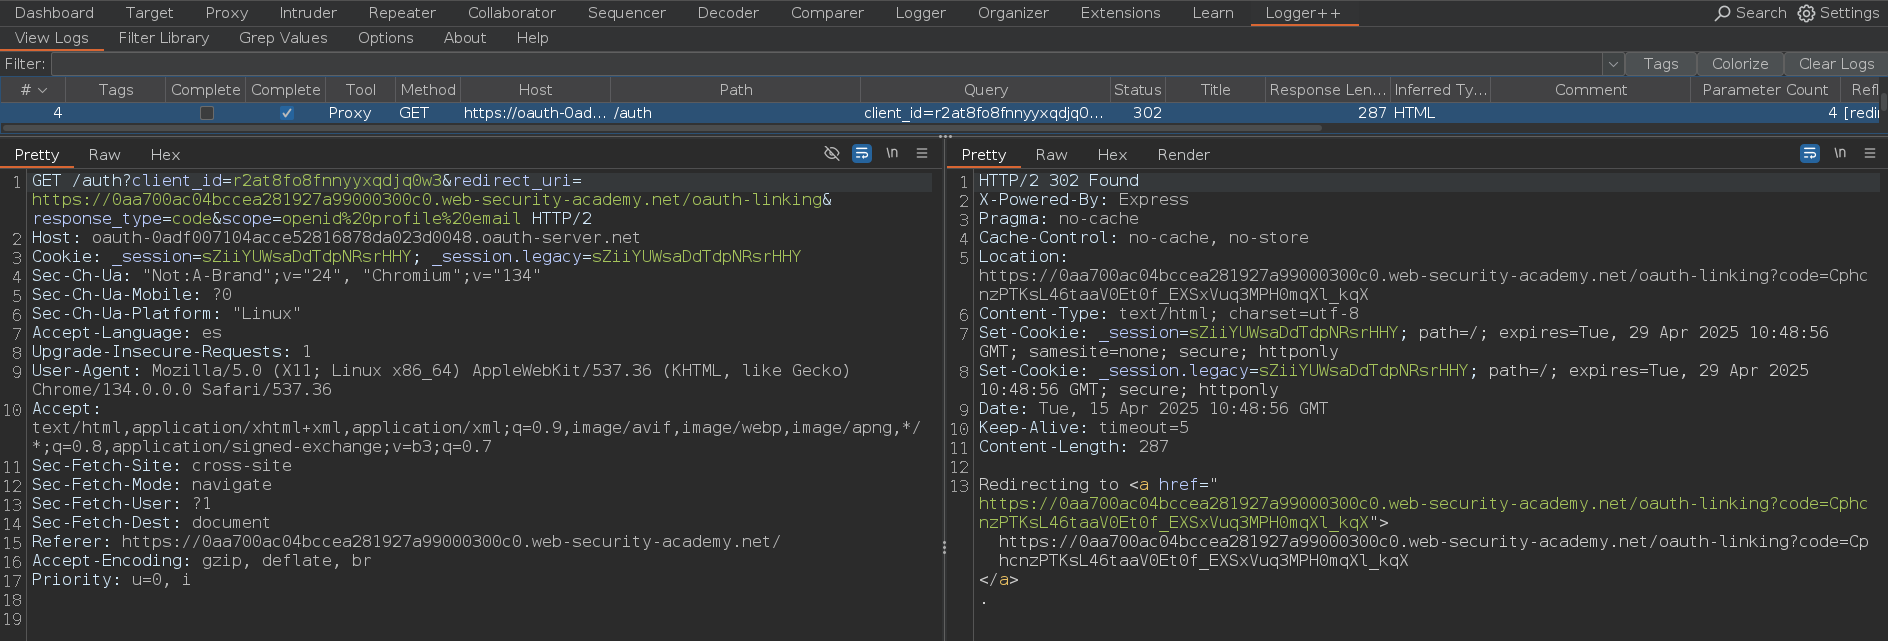 Dashboard Target Proxy Intruder Repeater Collaborator Sequencer Decoder Comparer Logger Organizer Extensions Learn Logger++ Search Settings
View Logs Filter Library Grep Values Options About Help
Filter: Tags Colorize Clear Logs
# Tags Complete Complete Tool Method Host Path Query Status Title Response Len... Inferred Ty... Comment Parameter Count Refl
4 Proxy GET https://oauth-0ad... /auth client_id=r2at8fo8fnnyyxqdjq0... 302 287 HTML 4 [redi
Pretty Raw Hex \n
1 GET /auth?client_id=r2at8fo8fnnyyxqdjq0w3&redirect_uri=
https://0aa700ac04bccea281927a99000300c0.web-security-academy.net/oauth-linking&
response_type=code&scope=openid%20profile%20email HTTP/2
2 Host: oauth-0adf007104acce52816878da023d0048.oauth-server.net
3 Cookie: _session=sZiiYUWsaDdTdpNRsrHHY; _session.legacy=sZiiYUWsaDdTdpNRsrHHY
4 Sec-Ch-Ua: "Not:A-Brand";v="24", "Chromium";v="134"
5 Sec-Ch-Ua-Mobile: ?0
6 Sec-Ch-Ua-Platform: "Linux"
7 Accept-Language: es
8 Upgrade-Insecure-Requests: 1
9 User-Agent: Mozilla/5.0 (X11; Linux x86_64) AppleWebKit/537.36 (KHTML, like Gecko)
Chrome/134.0.0.0 Safari/537.36
10 Accept:
text/html,application/xhtml+xml,application/xml;q=0.9,image/avif,image/webp,image/apng,*/
*;q=0.8,application/signed-exchange;v=b3;q=0.7
11 Sec-Fetch-Site: cross-site
12 Sec-Fetch-Mode: navigate
13 Sec-Fetch-User: ?1
14 Sec-Fetch-Dest: document
15 Referer: https://0aa700ac04bccea281927a99000300c0.web-security-academy.net/
16 Accept-Encoding: gzip, deflate, br
17 Priority: u=0, i
18
19
Pretty Raw Hex Render \n
1 HTTP/2 302 Found
2 X-Powered-By: Express
3 Pragma: no-cache
4 Cache-Control: no-cache, no-store
5 Location:
https://0aa700ac04bccea281927a99000300c0.web-security-academy.net/oauth-linking?code=Cphc
nzPTKsL46taaV0Et0f_EXSxVuq3MPH0mqXl_kqX
6 Content-Type: text/html; charset=utf-8
7 Set-Cookie: _session=sZiiYUWsaDdTdpNRsrHHY; path=/; expires=Tue, 29 Apr 2025 10:48:56
GMT; samesite=none; secure; httponly
8 Set-Cookie: _session.legacy=sZiiYUWsaDdTdpNRsrHHY; path=/; expires=Tue, 29 Apr 2025
10:48:56 GMT; secure; httponly
9 Date: Tue, 15 Apr 2025 10:48:56 GMT
10 Keep-Alive: timeout=5
11 Content-Length: 287
12
13 Redirecting to <a href="
https://0aa700ac04bccea281927a99000300c0.web-security-academy.net/oauth-linking?code=Cphc
nzPTKsL46taaV0Et0f_EXSxVuq3MPH0mqXl_kqX">
https://0aa700ac04bccea281927a99000300c0.web-security-academy.net/oauth-linking?code=Cp
hcnzPTKsL46taaV0Et0f_EXSxVuq3MPH0mqXl_kqX
</a>
.